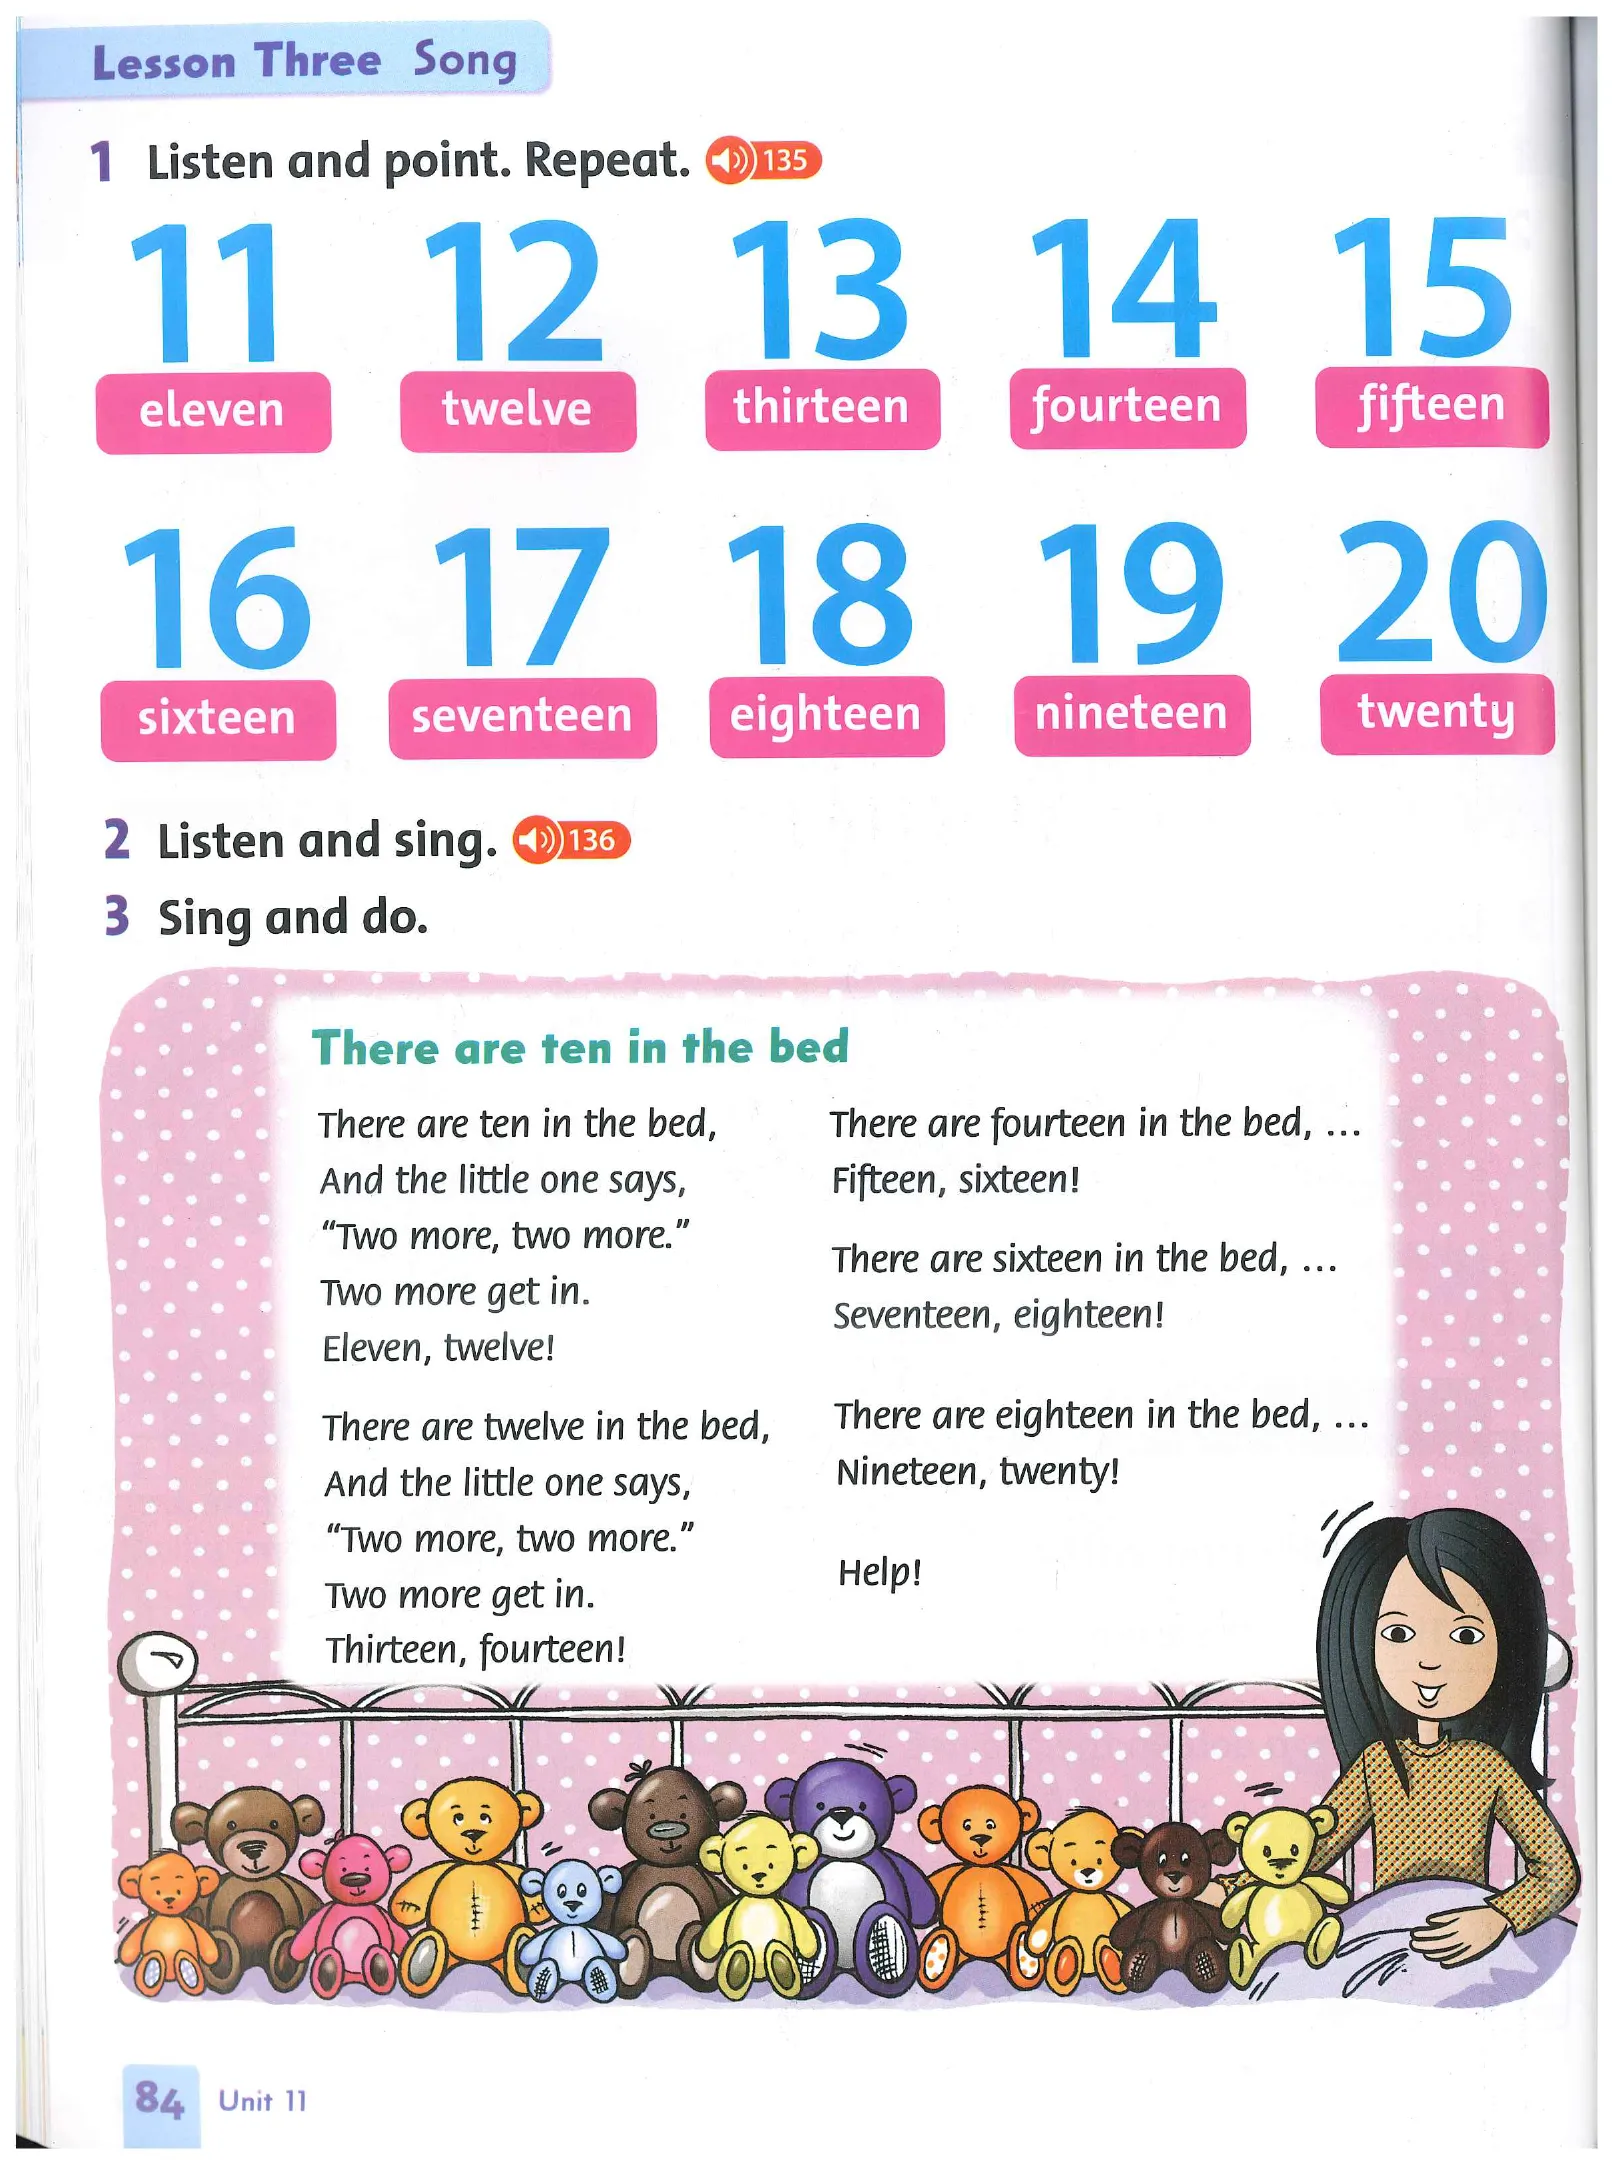 Lesson Three Song
1 Listen and point. Repeat. 135
11 12 13 14 15
eleven twelve thirteen fourteen fifteen
16 17 18 19 20
sixteen seventeen eighteen nineteen twenty
2 Listen and sing. 136
3 Sing and do.
There are ten in the bed
There are ten in the bed,
And the little one says,
“Two more, two more.”
Two more get in.
Eleven, twelve!
There are twelve in the bed,
And the little one says,
“Two more, two more.”
Two more get in.
Thirteen, fourteen!
There are fourteen in the bed, ...
Fifteen, sixteen!
There are sixteen in the bed, ...
Seventeen, eighteen!
There are eighteen in the bed, ...
Nineteen, twenty!
Help!
84 Unit 11